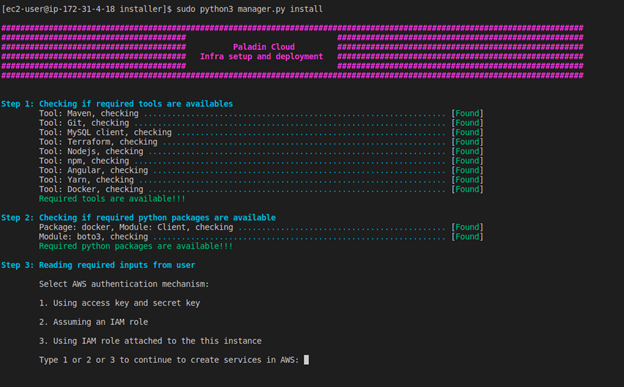 [ec2-user@ip-172-31-4-18 installer]$ sudo python3 manager.py install
###########################################################################################################################
####################################### ####################################################
####################################### Paladin Cloud ####################################################
####################################### Infra setup and deployment ####################################################
####################################### ####################################################
###########################################################################################################################
Step 1: Checking if required tools are availables
Tool: Maven, checking ................................................................ [Found]
Tool: Git, checking .................................................................. [Found]
Tool: MySQL client, checking ......................................................... [Found]
Tool: Terraform, checking ............................................................ [Found]
Tool: Nodejs, checking ............................................................... [Found]
Tool: npm, checking .................................................................. [Found]
Tool: Angular, checking .............................................................. [Found]
Tool: Yarn, checking ................................................................. [Found]
Tool: Docker, checking ............................................................... [Found]
Required tools are available!!!
Step 2: Checking if required python packages are available
Package: docker, Module: Client, checking ............................................ [Found]
Module: boto3, checking .............................................................. [Found]
Required python packages are available!!!
Step 3: Reading required inputs from user
Select AWS authentication mechanism:
1. Using access key and secret key
2. Assuming an IAM role
3. Using IAM role attached to the this instance
Type 1 or 2 or 3 to continue to create services in AWS: